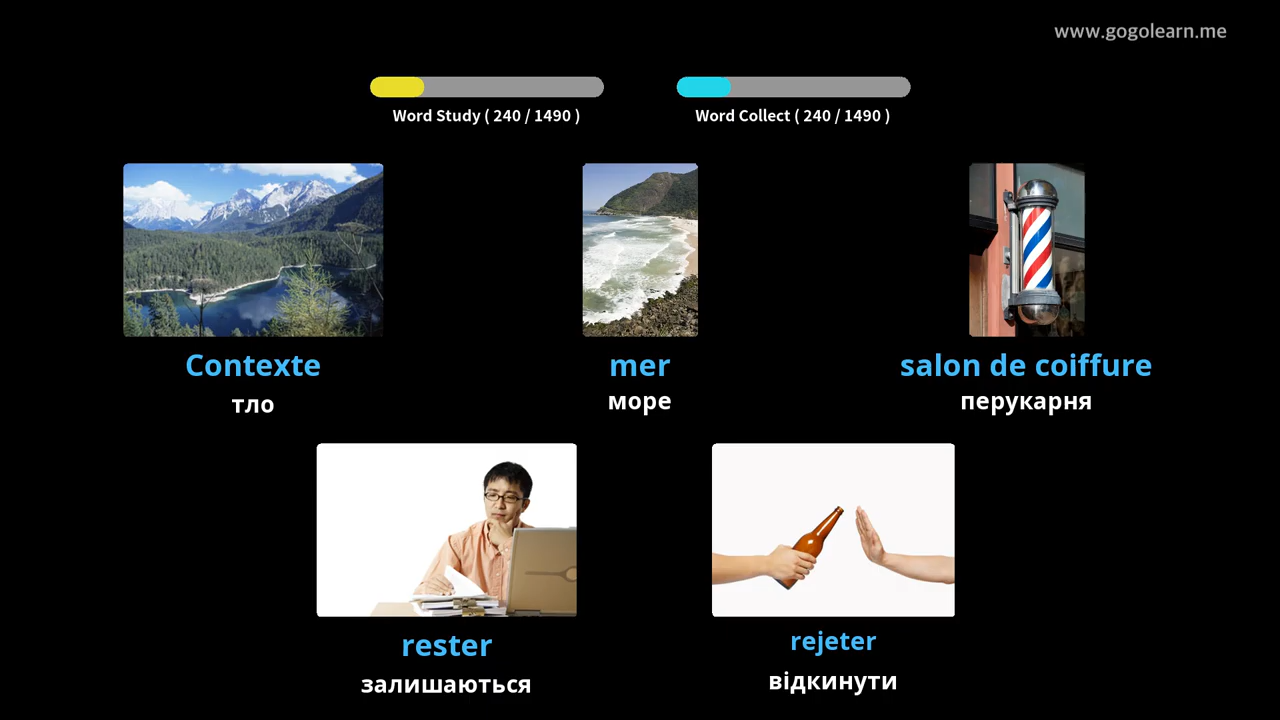 www.gogolearn.me
Word Study ( 240 / 1490 )
Word Collect ( 240 / 1490 )
Contexte
тло
mer
море
salon de coiffure
перукарня
rester
залишаються
rejeter
відкинути